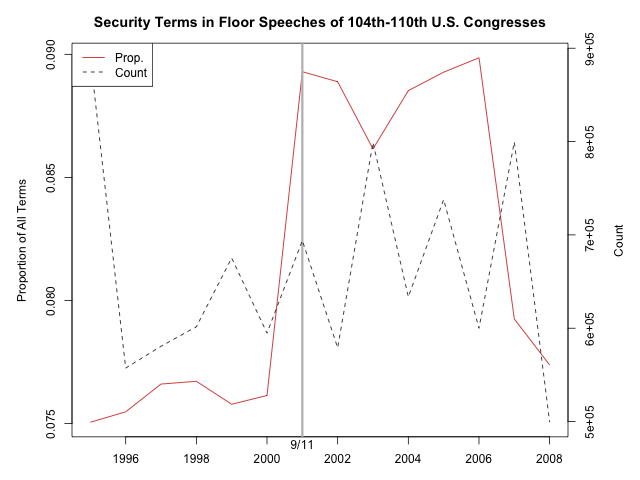 Security Terms in Floor Speeches of 104th-110th U.S. Congresses
Prop.
Count
0.090
0.085
0.080
0.075
Proportion of All Terms
9e+05
8e+05
7e+05
6e+05
5e+05
Count
9/11
1996 1998 2000 2002 2004 2006 2008